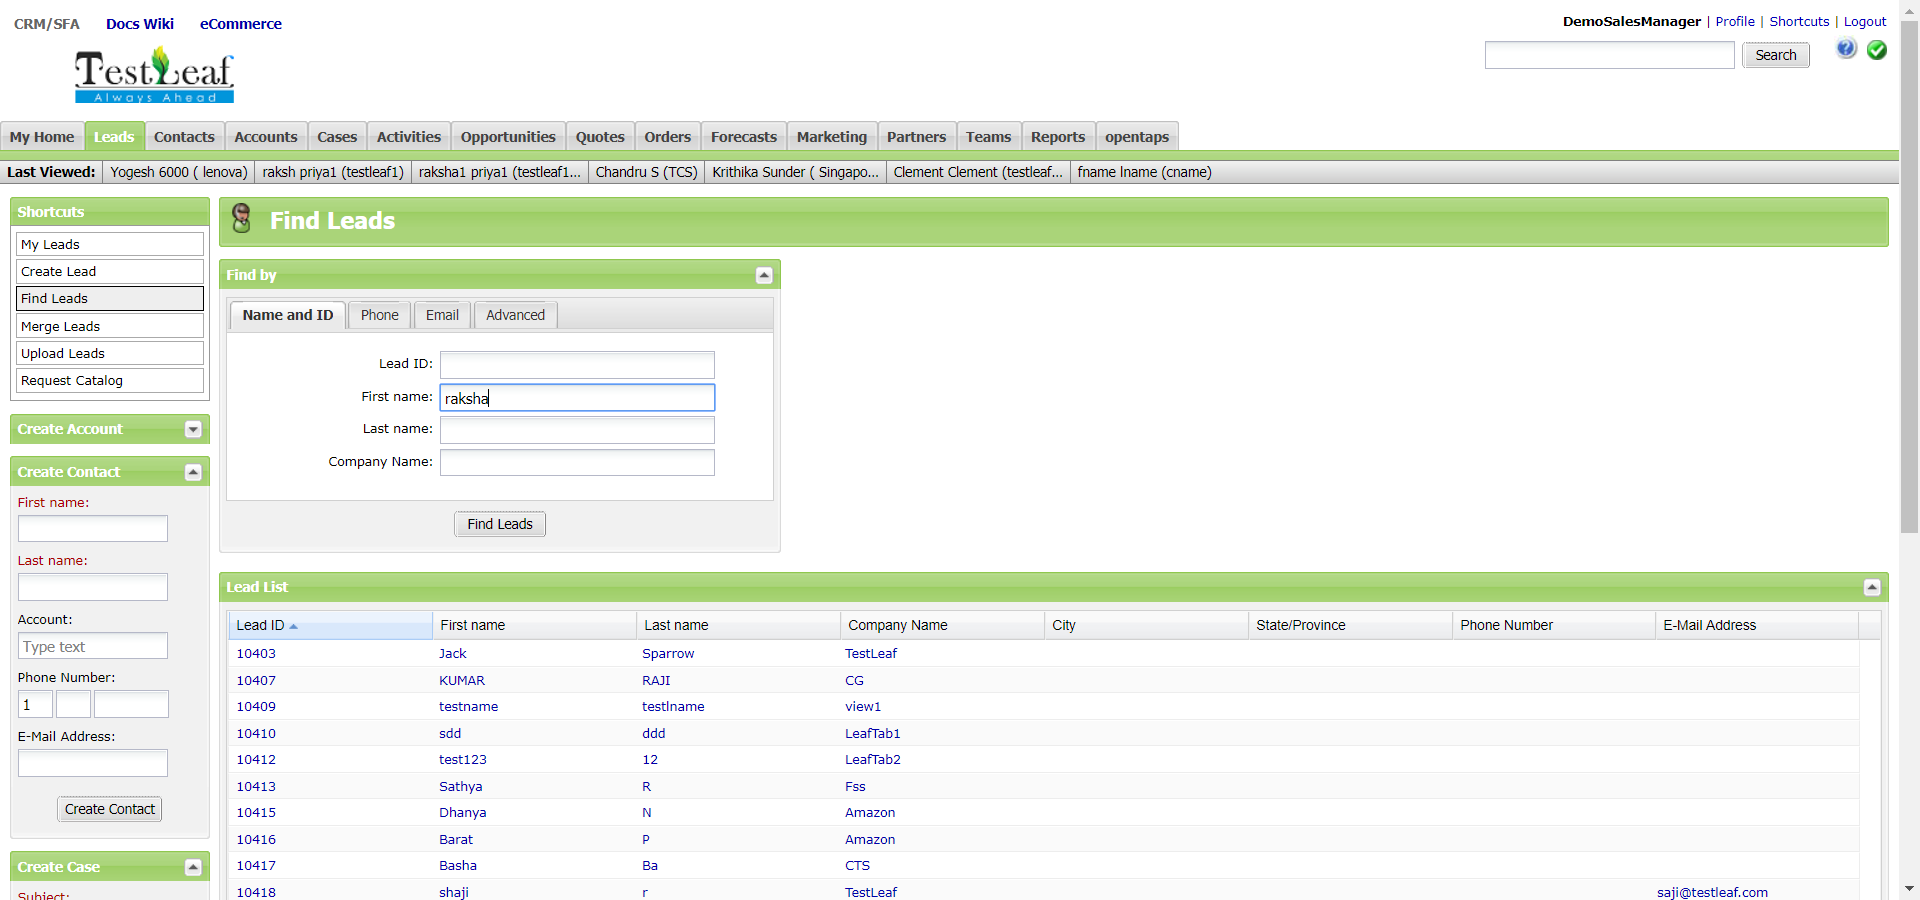 CRM/SFA Docs Wiki eCommerce
DemoSalesManager | Profile | Shortcuts | Logout
TestLeaf
Always Ahead
Search
My Home Leads Contacts Accounts Cases Activities Opportunities Quotes Orders Forecasts Marketing Partners Teams Reports opentaps
Last Viewed: Yogesh 6000 ( lenova) raksh priya1 (testleaf1) raksha1 priya1 (testleaf1... Chandru S (TCS) Krithika Sunder ( Singapo... Clement Clement (testleaf... fname lname (cname)
Shortcuts
My Leads
Create Lead
Find Leads
Merge Leads
Upload Leads
Request Catalog
Create Account
Create Contact
First name:
Last name:
Account:
Type text
Phone Number:
1
E-Mail Address:
Create Contact
Create Case
Subject:
Find Leads
Find by
Name and ID Phone Email Advanced
Lead ID:
First name: raksha
Last name:
Company Name:
Find Leads
Lead List
Lead ID First name Last name Company Name City State/Province Phone Number E-Mail Address
10403 Jack Sparrow TestLeaf
10407 KUMAR RAJI CG
10409 testname testlname view1
10410 sdd ddd LeafTab1
10412 test123 12 LeafTab2
10413 Sathya R Fss
10415 Dhanya N Amazon
10416 Barat P Amazon
10417 Basha Ba CTS
10418 shaji r TestLeaf saji@testleaf.com